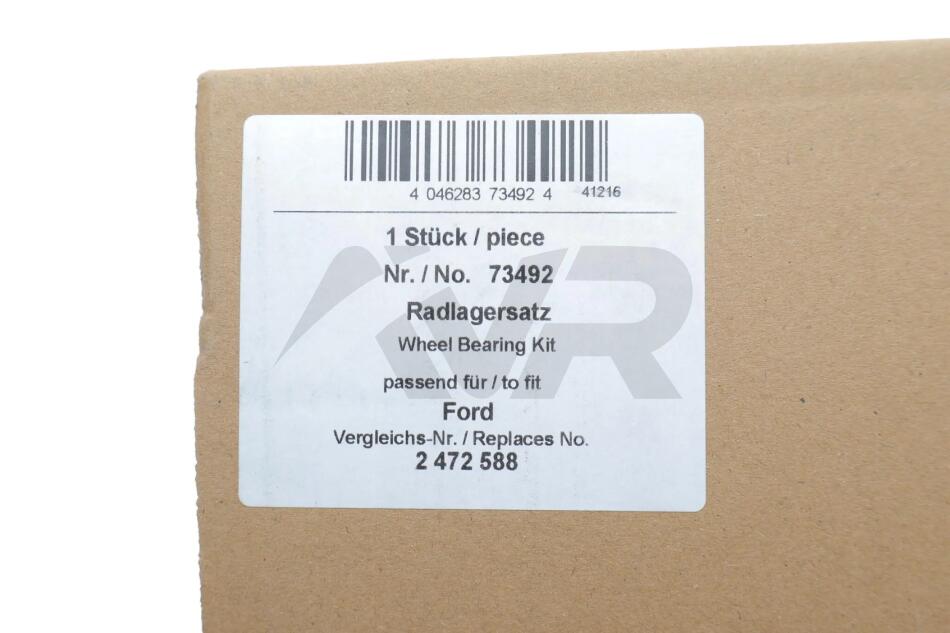 4 046283 73492 4 41216
1 Stück / piece
Nr. / No. 73492
Radlagersatz
Wheel Bearing Kit
passend für / to fit
Ford
Vergleichs-Nr. / Replaces No.
2 472 588
VR